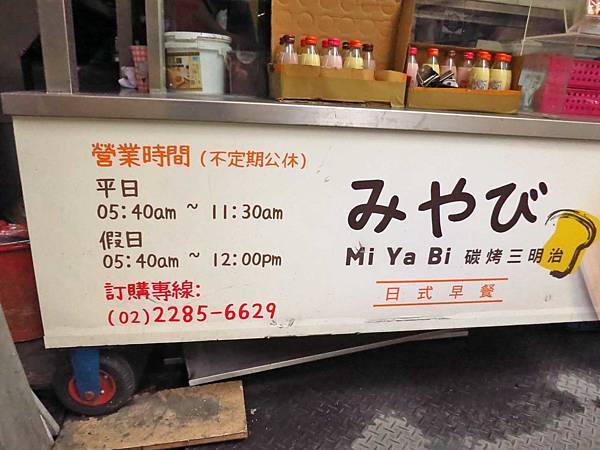 營業時間 (不定期公休)
平日
05:40am ~ 11:30am
假日
05:40am ~ 12:00pm
訂購專線:
(02)2285-6629
みやび
Mi Ya Bi 碳烤三明治
日式早餐